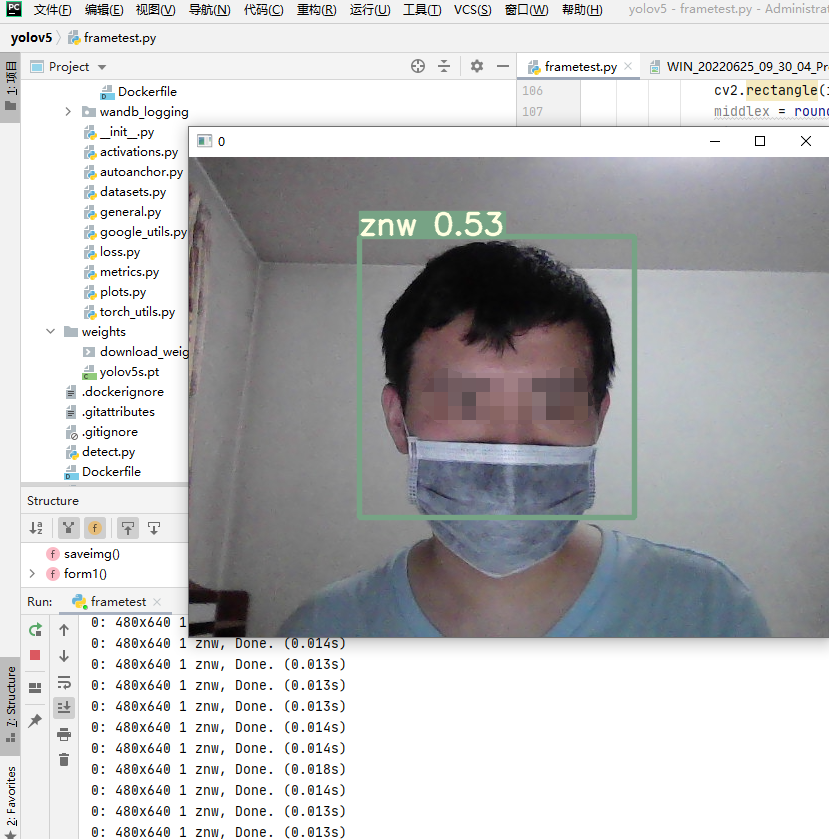 PC 文件(F) 编辑(E) 视图(V) 导航(N) 代码(C) 重构(R) 运行(U) 工具(T) VCS(S) 窗口(W) 帮助(H) yolov5 - frametest.py - Administra
yolov5 frametest.py
1: 项目
Project
frametest.py
WIN_20220625_09_30_04_Pr
Dockerfile
wandb_logging
__init__.py
activations.py
autoanchor.py
datasets.py
general.py
google_utils.py
loss.py
metrics.py
plots.py
torch_utils.py
weights
download_weig
yolov5s.pt
.dockerignore
.gitattributes
.gitignore
detect.py
Dockerfile
106 cv2.rectangle(i
107 middlex = round
0
znw 0.53
Structure
f saveimg()
f form1()
Run: frametest
0: 480x640 1
0: 480x640 1 znw, Done. (0.014s)
0: 480x640 1 znw, Done. (0.013s)
0: 480x640 1 znw, Done. (0.013s)
0: 480x640 1 znw, Done. (0.013s)
0: 480x640 1 znw, Done. (0.014s)
0: 480x640 1 znw, Done. (0.014s)
0: 480x640 1 znw, Done. (0.018s)
0: 480x640 1 znw, Done. (0.014s)
0: 480x640 1 znw, Done. (0.013s)
0: 480x640 1 znw, Done. (0.013s)
7: Structure
2: Favorites